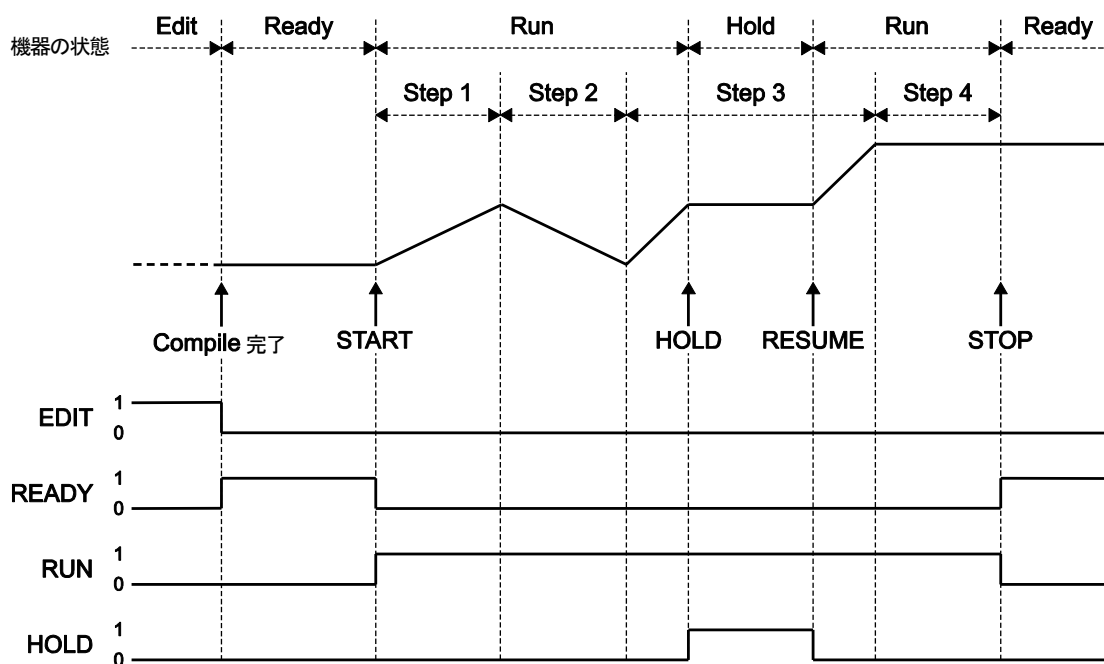 Edit Ready Run Hold Run Ready
機器の状態
Step 1 Step 2 Step 3 Step 4
Compile 完了 START HOLD RESUME STOP
EDIT 1
0
READY 1
0
RUN 1
0
HOLD 1
0